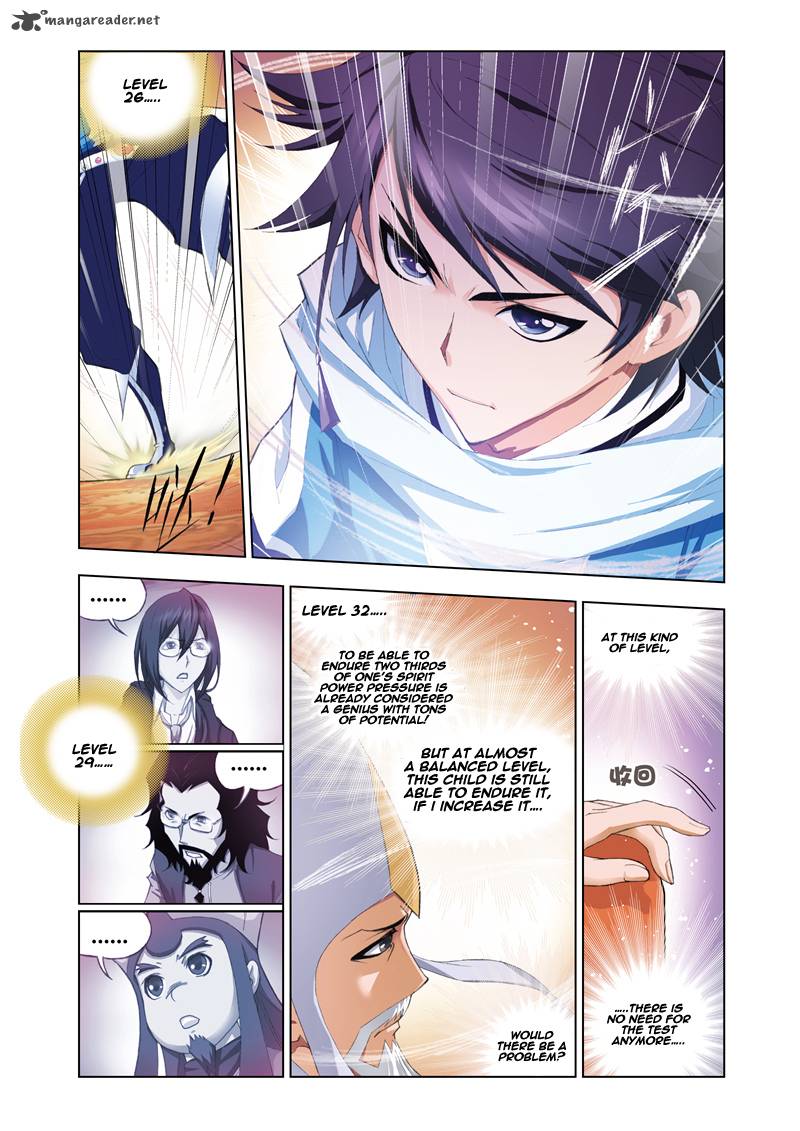 mangareader.net
LEVEL
26.....
......
LEVEL
29......
......
......
LEVEL 32.....
TO BE ABLE TO
ENDURE TWO THIRDS
OF ONE'S SPIRIT
POWER PRESSURE IS
ALREADY CONSIDERED
A GENIUS WITH TONS
OF POTENTIAL!
BUT AT ALMOST
A BALANCED LEVEL,
THIS CHILD IS STILL
ABLE TO ENDURE IT,
IF I INCREASE IT....
WOULD
THERE BE A
PROBLEM?
AT THIS KIND
OF LEVEL,
收回
.....THERE IS
NO NEED FOR
THE TEST
ANYMORE.....